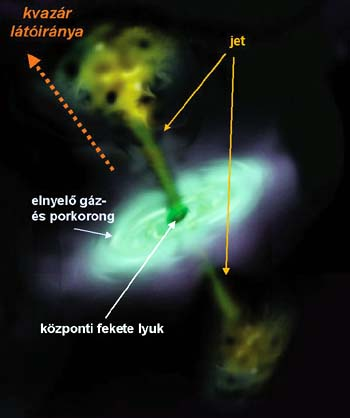 kvazár
látóiránya
jet
elnyelő gáz-
és porkorong
központi fekete lyuk